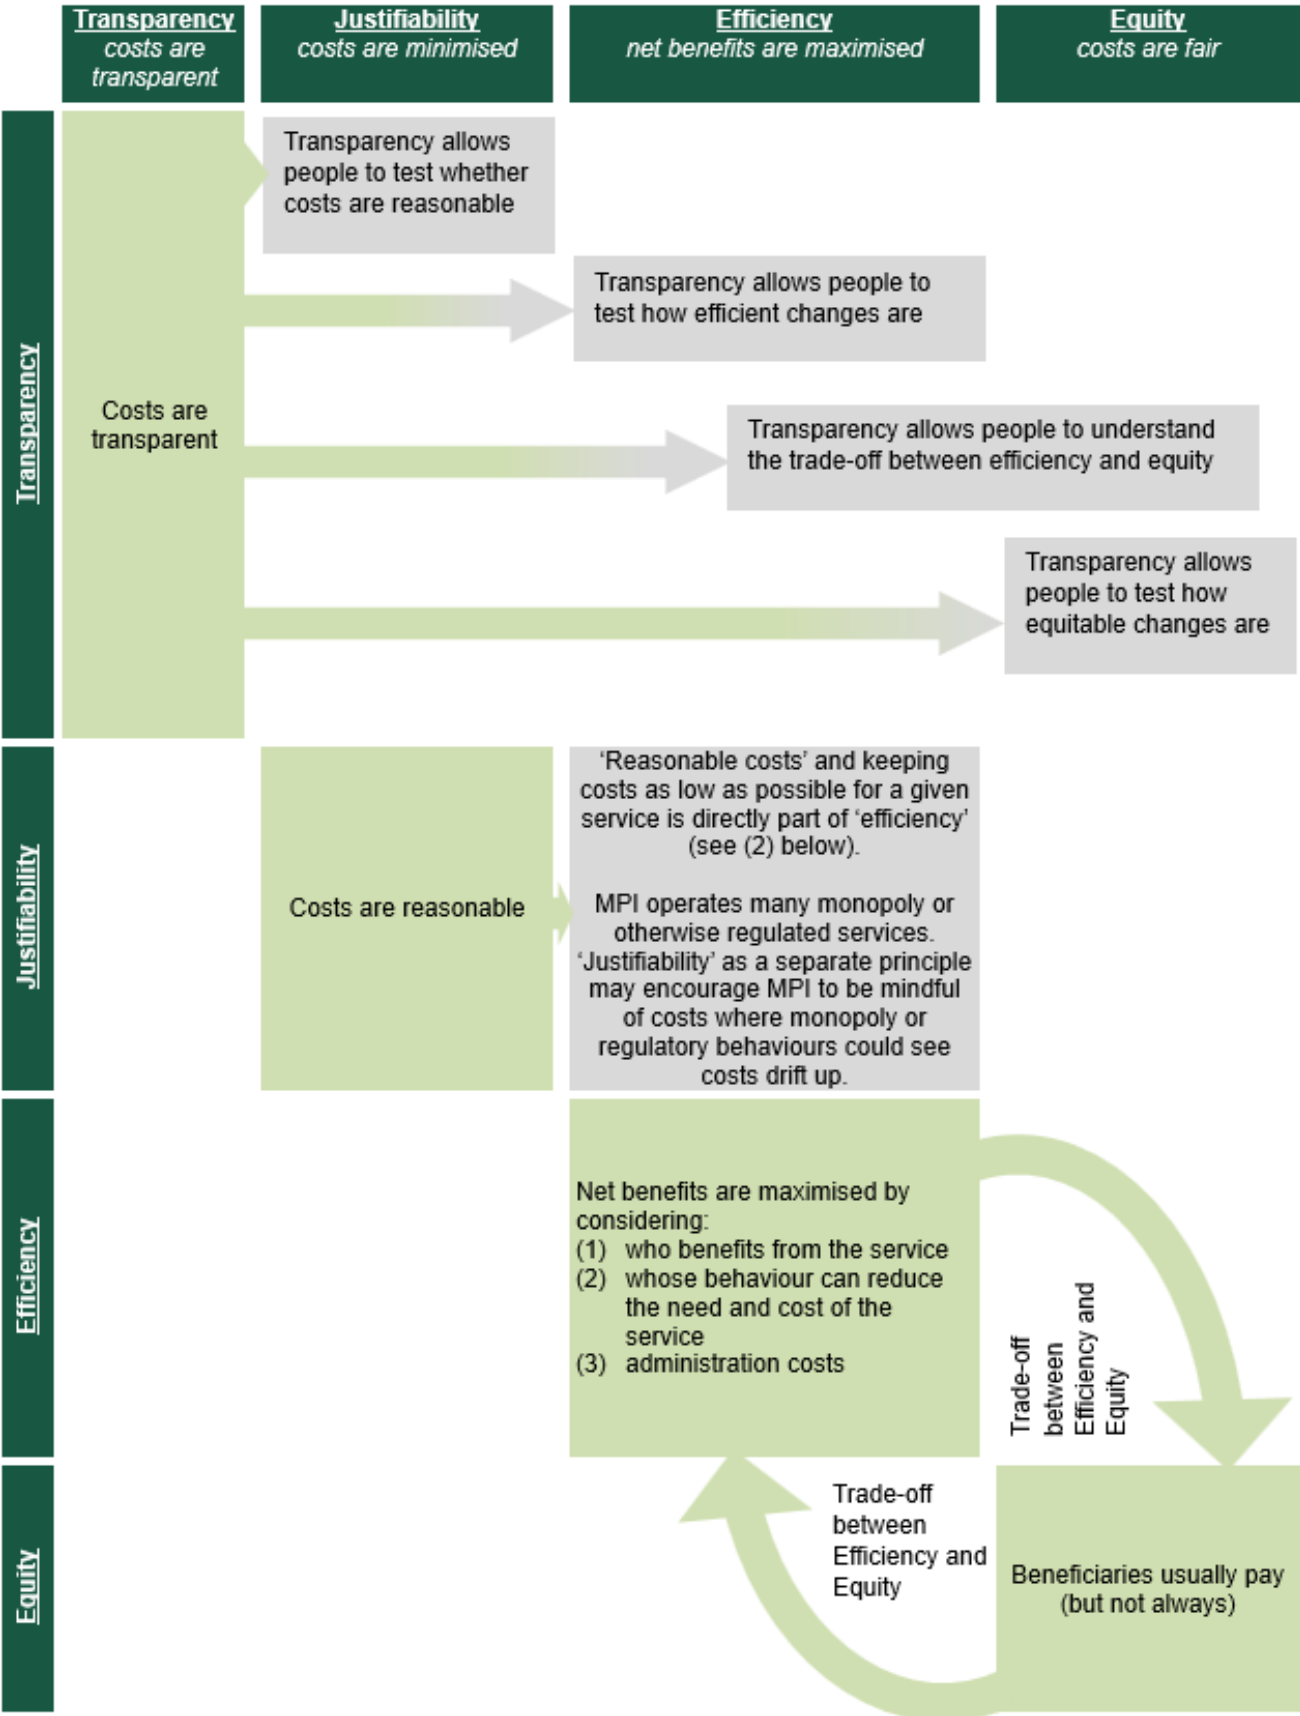 Transparency
costs are
transparent
Justifiability
costs are minimised
Efficiency
net benefits are maximised
Equity
costs are fair
Transparency
Costs are
transparent
Transparency allows
people to test whether
costs are reasonable
Transparency allows people to
test how efficient changes are
Transparency allows people to understand
the trade-off between efficiency and equity
Transparency allows
people to test how
equitable changes are
Justifiability
Costs are reasonable
‘Reasonable costs’ and keeping
costs as low as possible for a given
service is directly part of ‘efficiency’
(see (2) below).
MPI operates many monopoly or
otherwise regulated services.
‘Justifiability’ as a separate principle
may encourage MPI to be mindful
of costs where monopoly or
regulatory behaviours could see
costs drift up.
Efficiency
Net benefits are maximised by
considering:
(1) who benefits from the service
(2) whose behaviour can reduce
the need and cost of the
service
(3) administration costs
Trade-off
between
Efficiency and
Equity
Equity
Trade-off
between
Efficiency and
Equity
Beneficiaries usually pay
(but not always)